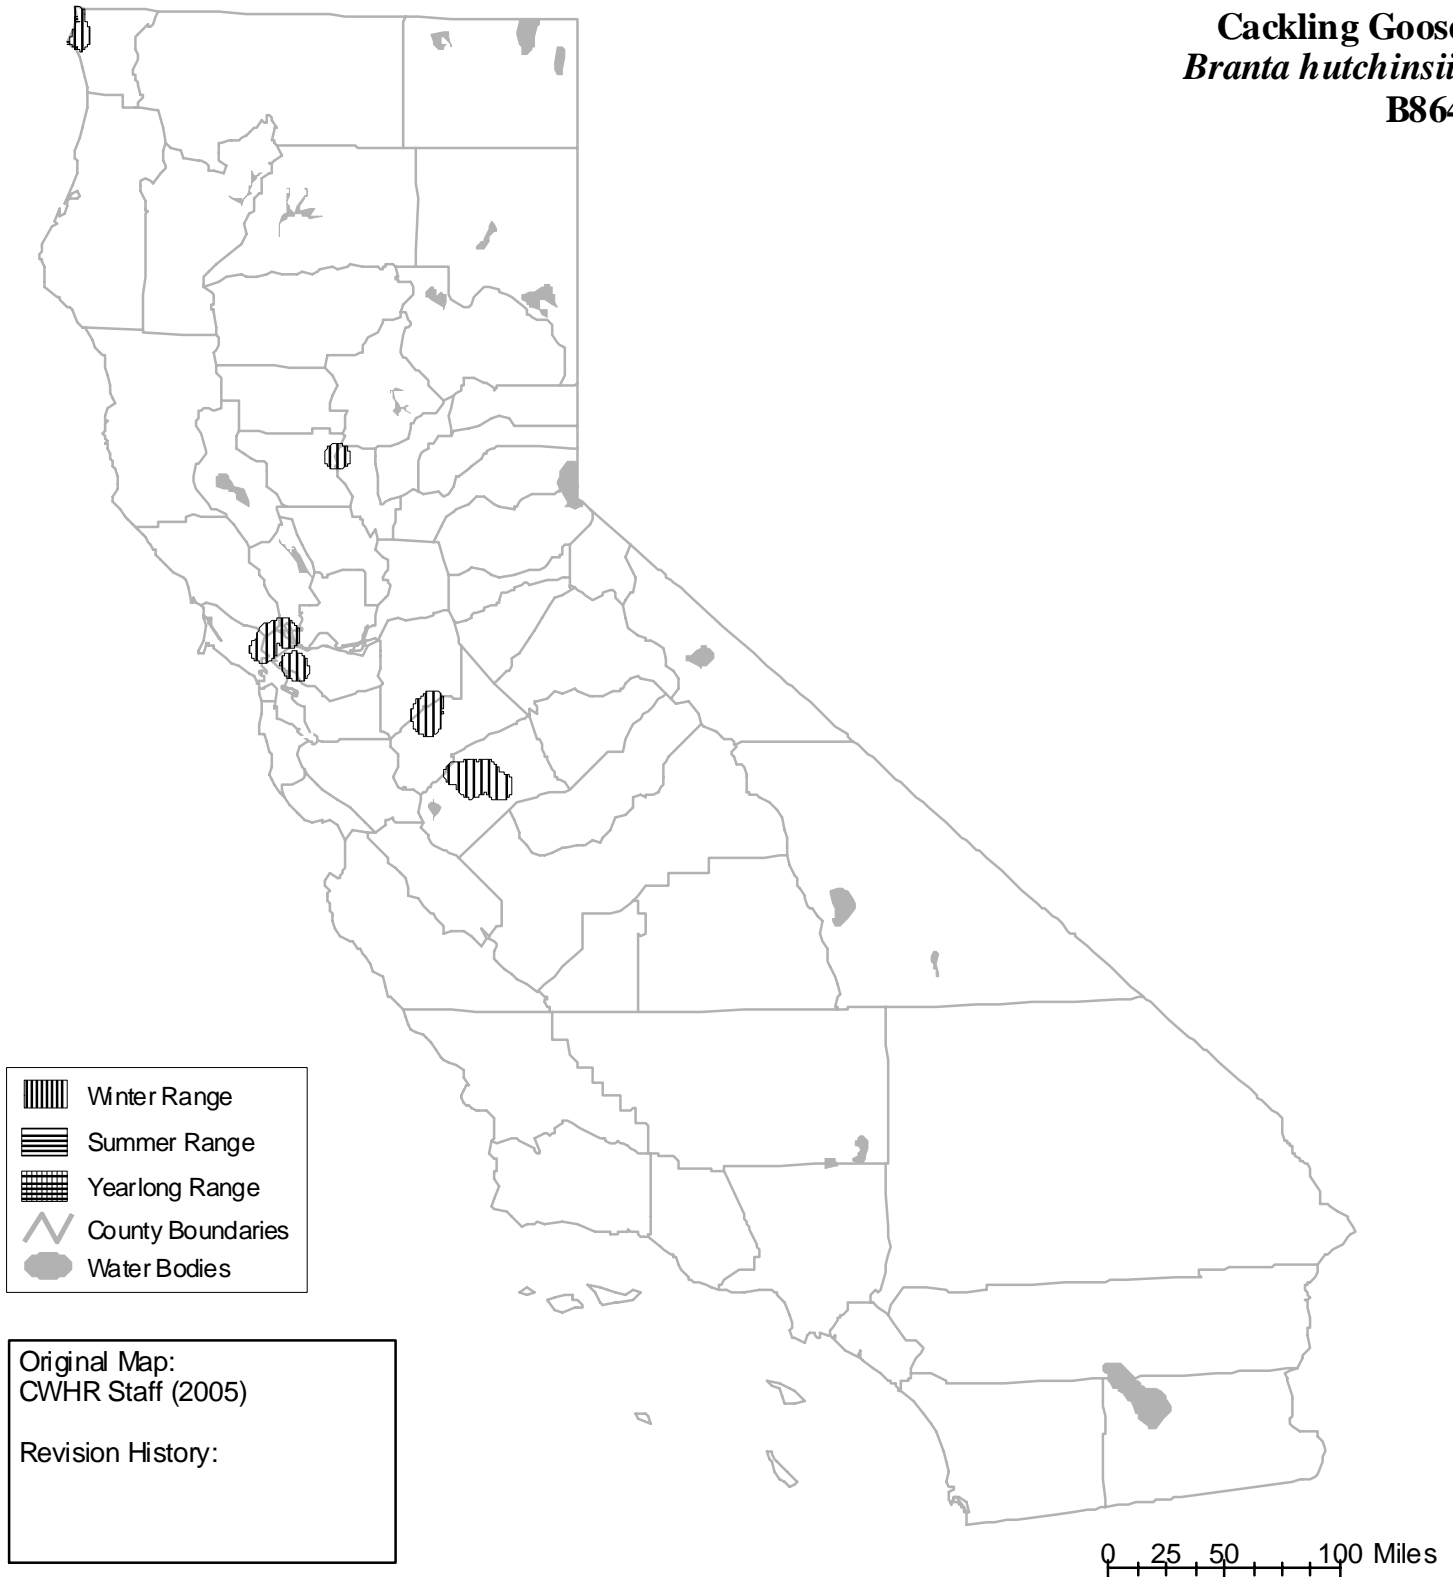 Cackling Goose
Branta hutchinsii
B864
Winter Range
Summer Range
Yearlong Range
County Boundaries
Water Bodies
Original Map:
CWHR Staff (2005)
Revision History:
0 25 50 100 Miles